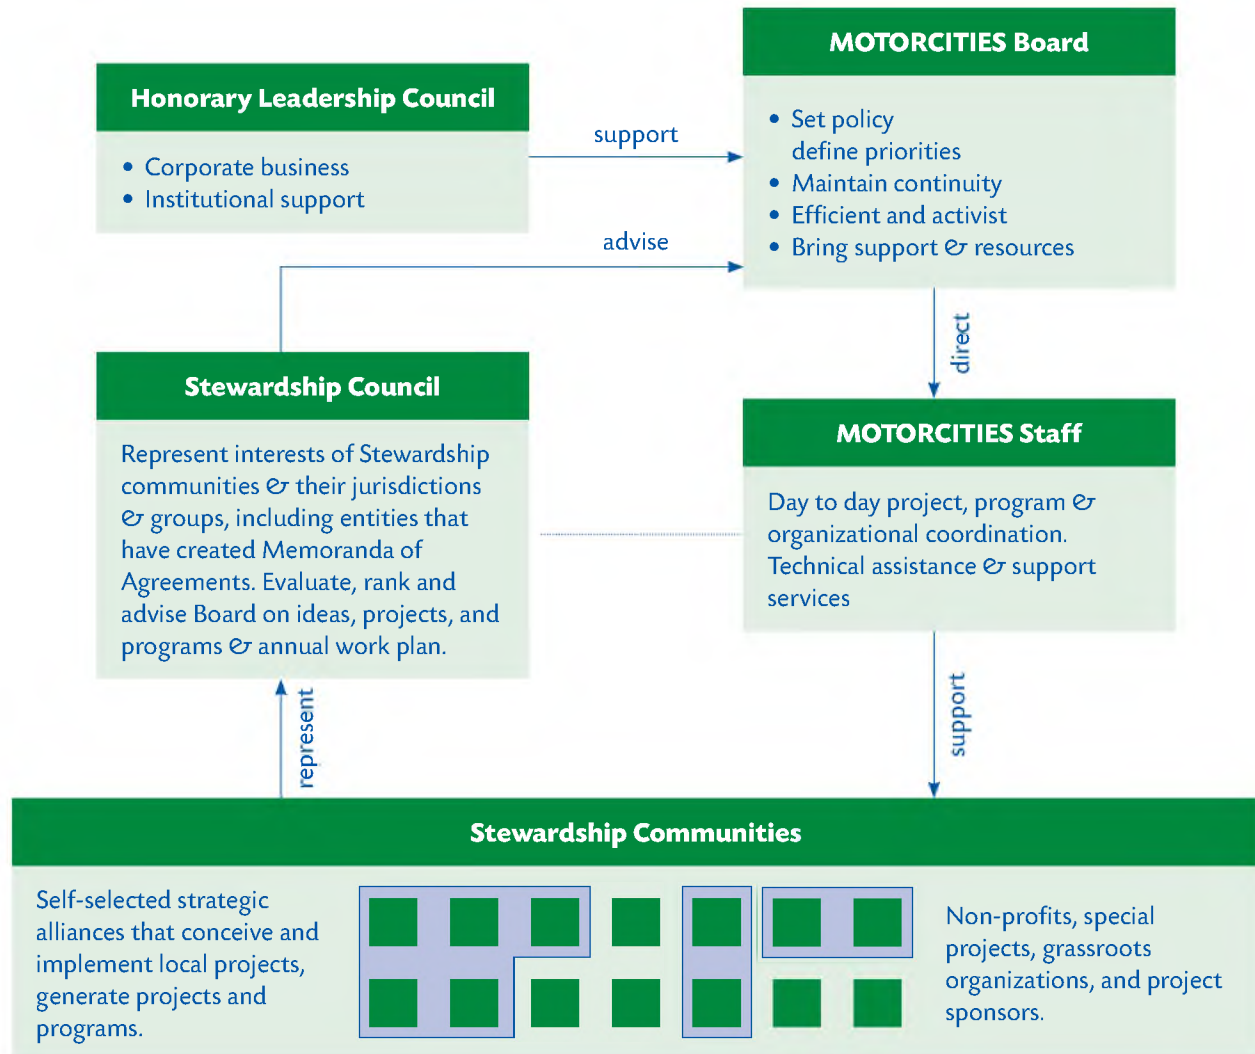 MOTORCITIES Board
• Set policy
define priorities
• Maintain continuity
• Efficient and activist
• Bring support & resources
Honorary Leadership Council
• Corporate business
• Institutional support
support
advise
direct
Stewardship Council
Represent interests of Stewardship
communities & their jurisdictions
& groups, including entities that
have created Memoranda of
Agreements. Evaluate, rank and
advise Board on ideas, projects, and
programs & annual work plan.
MOTORCITIES Staff
Day to day project, program &
organizational coordination.
Technical assistance & support
services
represent
support
Stewardship Communities
Self-selected strategic
alliances that conceive and
implement local projects,
generate projects and
programs.
Non-profits, special
projects, grassroots
organizations, and project
sponsors.